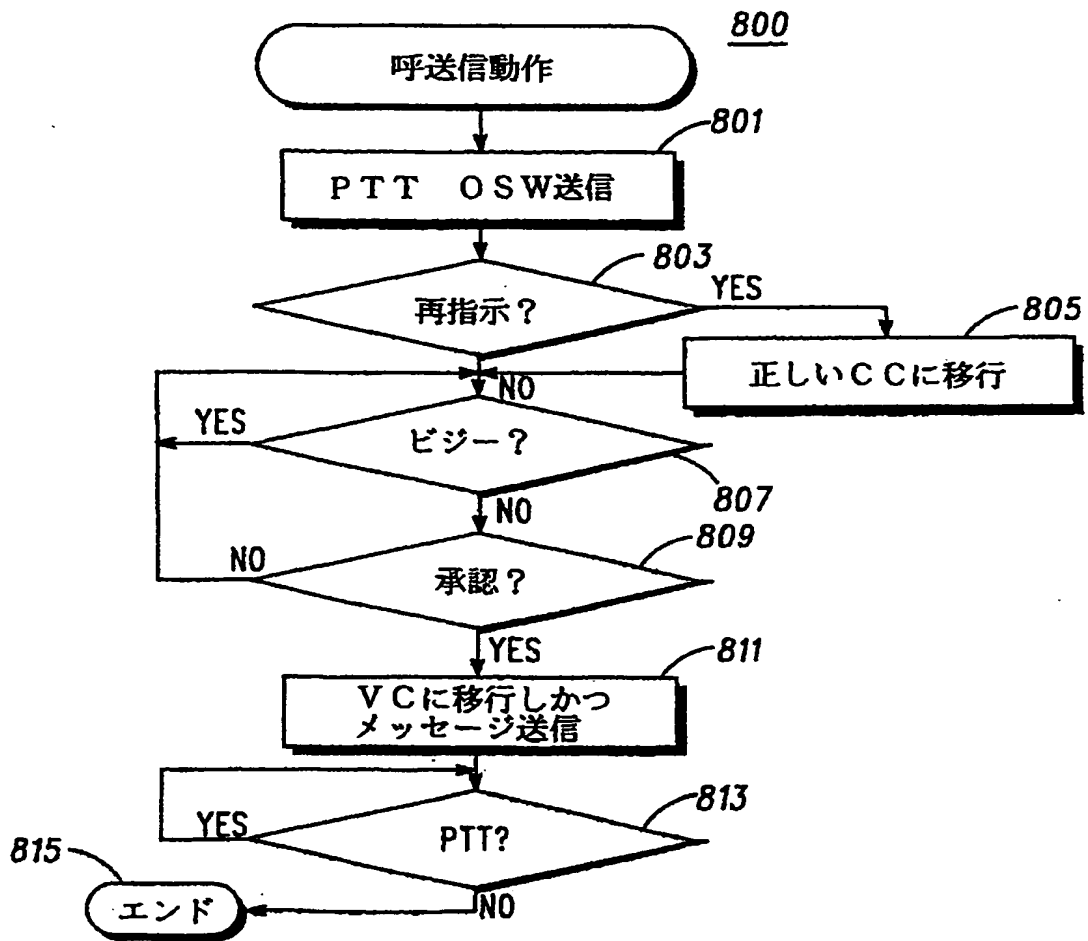 800
呼送信動作
801
PTT OSW送信
803
再指示?
YES
805
正しいCCに移行
NO
YES
ビジー?
807
NO
809
NO
承認?
YES
811
VCに移行しかつ
メッセージ送信
813
YES
PTT?
815
NO
エンド